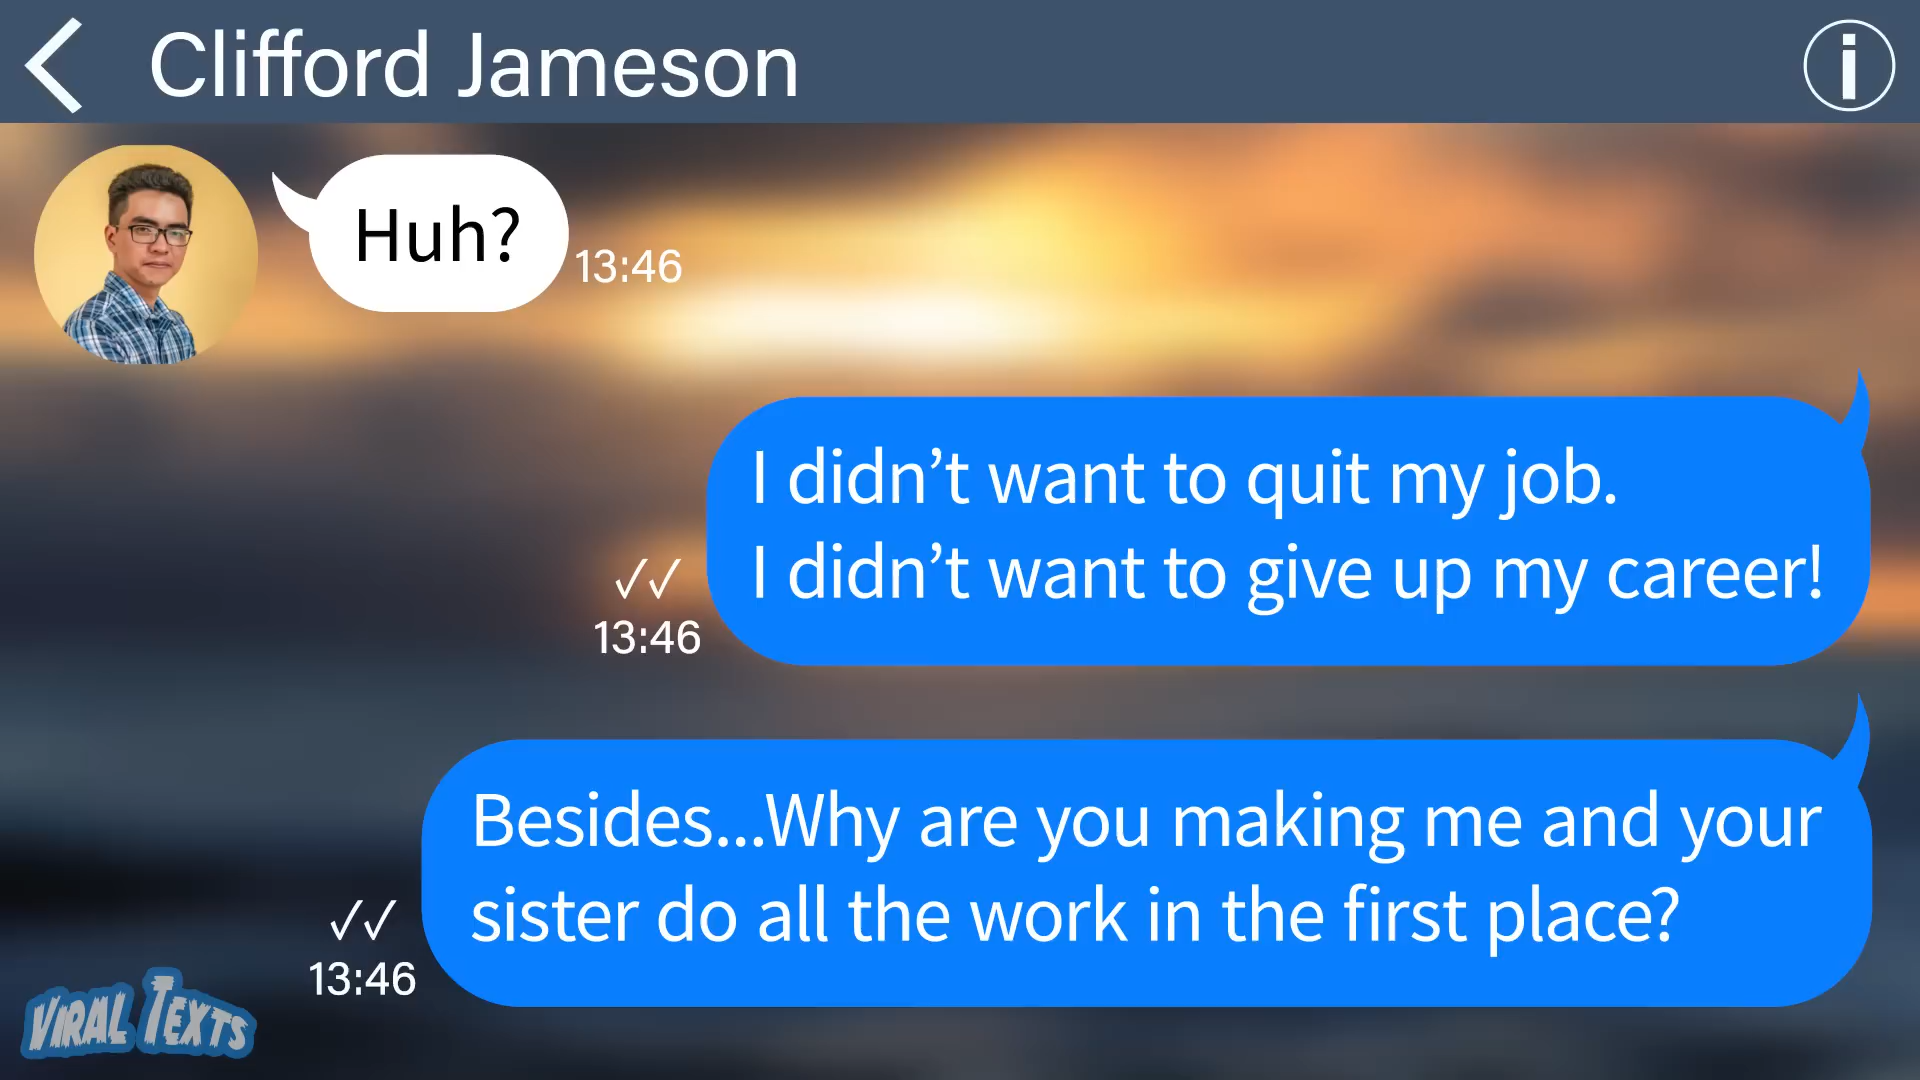 Clifford Jameson
Huh?
13:46
I didn’t want to quit my job.
I didn’t want to give up my career!
13:46
Besides...Why are you making me and your
sister do all the work in the first place?
13:46
VIRAL TEXTS